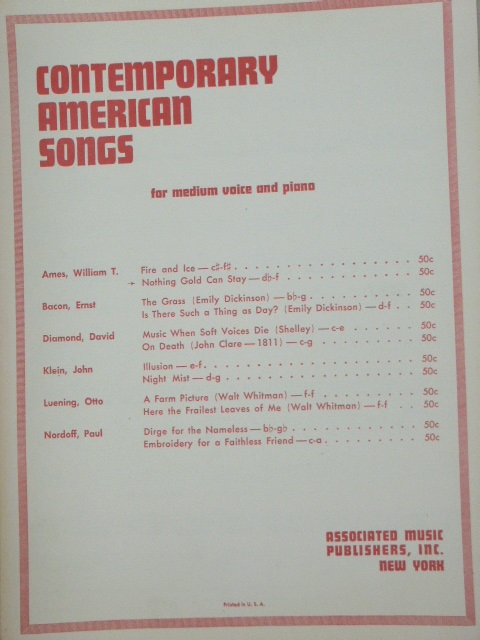 CONTEMPORARY
AMERICAN
SONGS
for medium voice and piano
Ames, William T. Fire and Ice — c♯-f♯ . . . . . . . . . . . . . . . . . 50c
→ Nothing Gold Can Stay — d♭-f . . . . . . . . . . . . 50c
Bacon, Ernst The Grass (Emily Dickinson) — b♭-g . . . . . . . . . . 50c
Is There Such a Thing as Day? (Emily Dickinson) — d-f . . 50c
Diamond, David Music When Soft Voices Die (Shelley) — c-e . . . . . . 50c
On Death (John Clare — 1811) — c-g . . . . . . . . . . 50c
Klein, John Illusion — e-f . . . . . . . . . . . . . . . . . . . 50c
Night Mist — d-g . . . . . . . . . . . . . . . . . . 50c
Luening, Otto A Farm Picture (Walt Whitman) — f-f . . . . . . . . . 50c
Here the Frailest Leaves of Me (Walt Whitman) — f-f . . 50c
Nordoff, Paul Dirge for the Nameless — b♭-g♭ . . . . . . . . . . . . 50c
Embroidery for a Faithless Friend — c-a . . . . . . . . 50c
ASSOCIATED MUSIC
PUBLISHERS, INC.
NEW YORK
Printed in U. S. A.